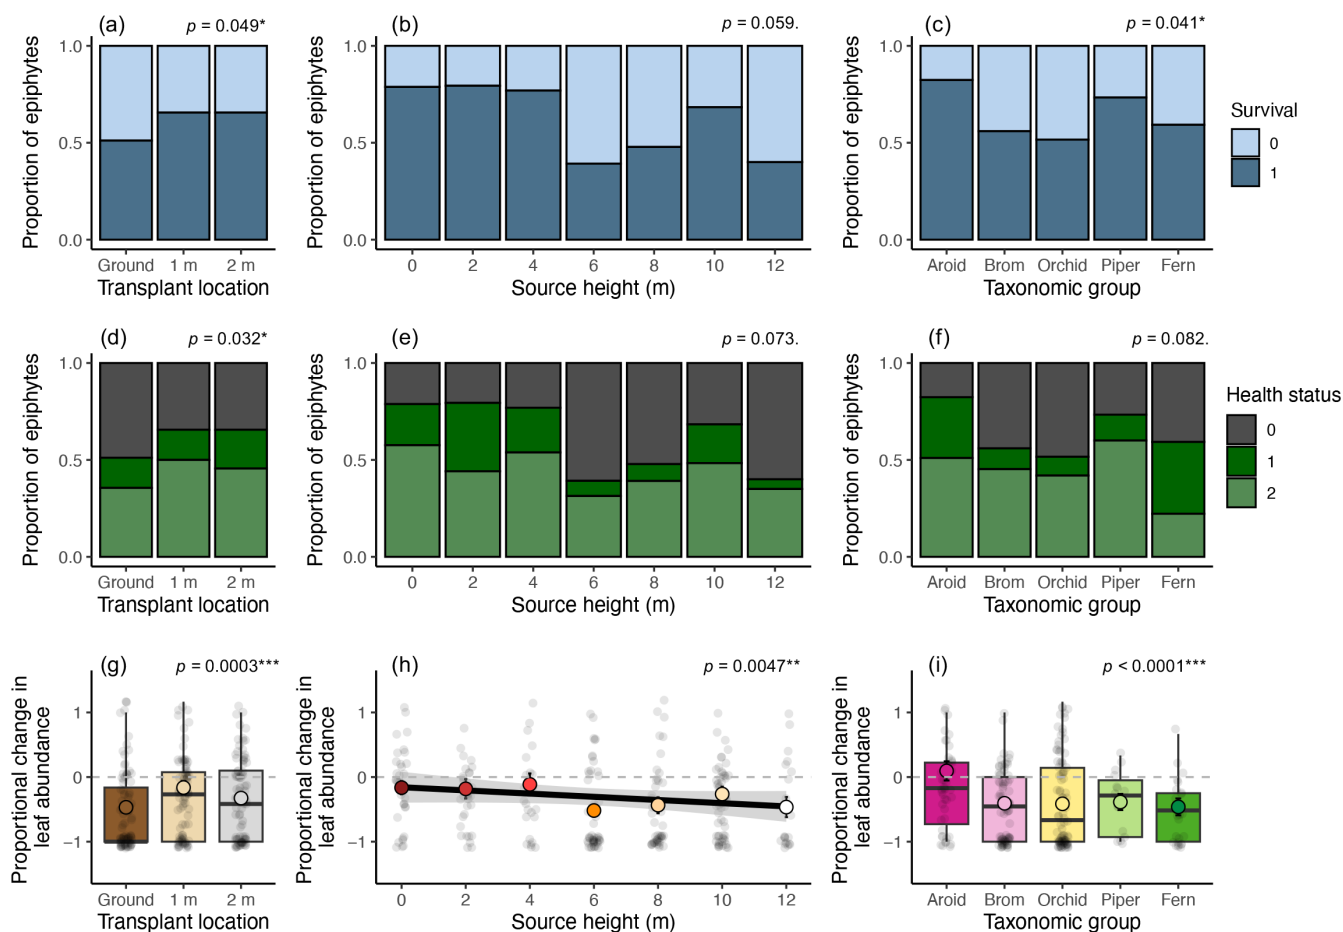 (a)
p = 0.049*
Proportion of epiphytes
1.0
0.5
0.0
Ground 1 m 2 m
Transplant location
(b)
p = 0.059.
Proportion of epiphytes
1.0
0.5
0.0
0 2 4 6 8 10 12
Source height (m)
(c)
p = 0.041*
Proportion of epiphytes
1.0
0.5
0.0
Aroid Brom Orchid Piper Fern
Taxonomic group
Survival
0
1
(d)
p = 0.032*
Proportion of epiphytes
1.0
0.5
0.0
Ground 1 m 2 m
Transplant location
(e)
p = 0.073.
Proportion of epiphytes
1.0
0.5
0.0
0 2 4 6 8 10 12
Source height (m)
(f)
p = 0.082.
Proportion of epiphytes
1.0
0.5
0.0
Aroid Brom Orchid Piper Fern
Taxonomic group
Health status
0
1
2
(g)
p = 0.0003***
Proportional change in
leaf abundance
1
0
−1
Ground 1 m 2 m
Transplant location
(h)
p = 0.0047**
Proportional change in
leaf abundance
1
0
−1
0 2 4 6 8 10 12
Source height (m)
(i)
p < 0.0001***
Proportional change in
leaf abundance
1
0
−1
Aroid Brom Orchid Piper Fern
Taxonomic group